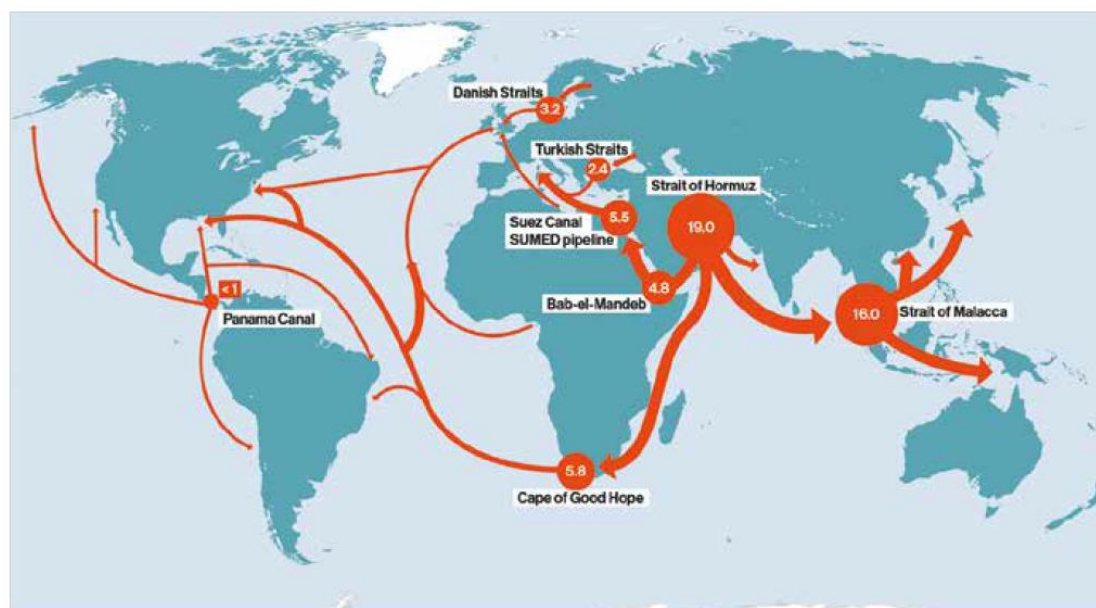 Danish Straits
3.2
Turkish Straits
2.4
Strait of Hormuz
19.0
Suez Canal
SUMED pipeline
5.5
Bab-el-Mandeb
4.8
<1
Panama Canal
16.0
Strait of Malacca
5.8
Cape of Good Hope